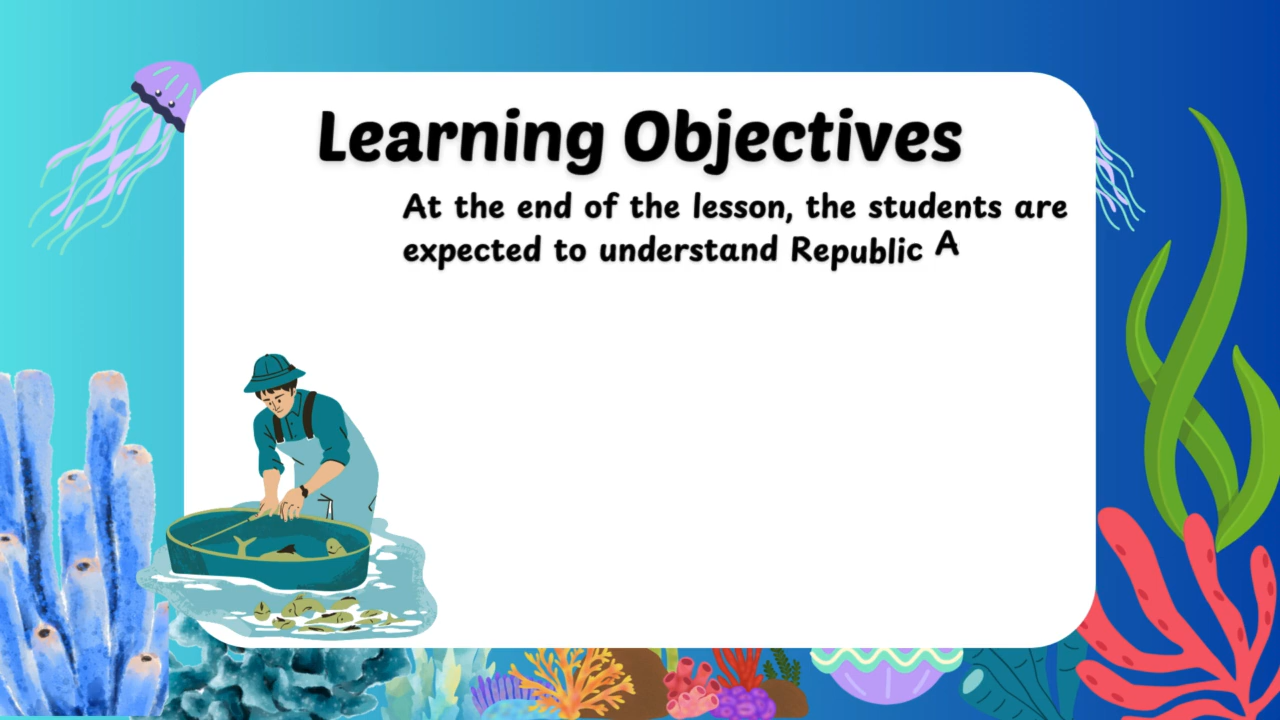 Learning Objectives
At the end of the lesson, the students are
expected to understand Republic A